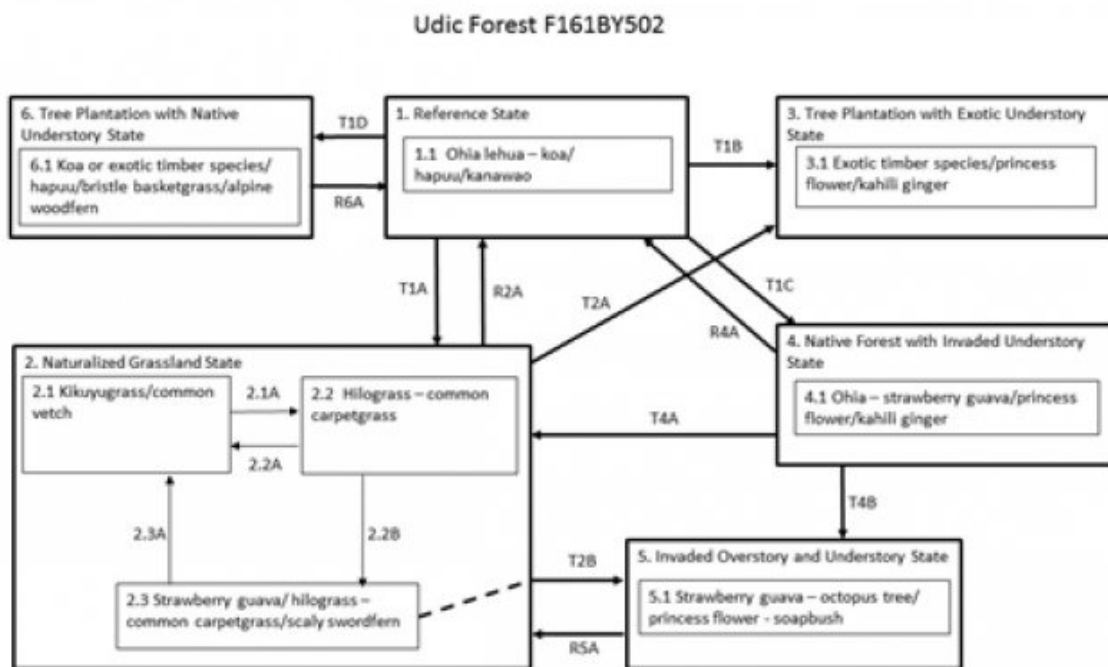 Udic Forest F161BY502
6. Tree Plantation with Native
Understory State
6.1 Koa or exotic timber species/
hapuu/bristle basketgrass/alpine
woodfern
T1D
R6A
1. Reference State
1.1 Ohia lehua – koa/
hapuu/kanawao
T1B
3. Tree Plantation with Exotic Understory
State
3.1 Exotic timber species/princess
flower/kahili ginger
T1A
R2A
T2A
T1C
R4A
2. Naturalized Grassland State
2.1 Kikuyugrass/common
vetch
2.1A
2.2A
2.2 Hilograss – common
carpetgrass
4. Native Forest with Invaded Understory
State
4.1 Ohia – strawberry guava/princess
flower/kahili ginger
T4A
T4B
2.3A
2.2B
2.3 Strawberry guava/ hilograss –
common carpetgrass/scaly swordfern
T2B
R5A
5. Invaded Overstory and Understory State
5.1 Strawberry guava – octopus tree/
princess flower - soapbush